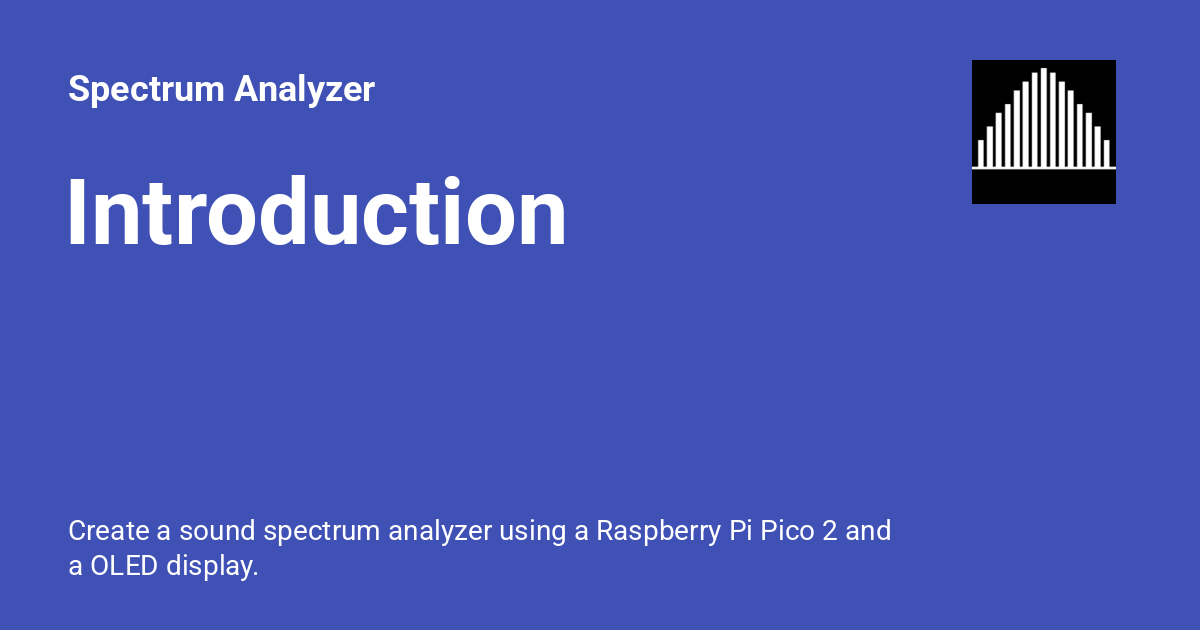 Spectrum Analyzer
Introduction
Create a sound spectrum analyzer using a Raspberry Pi Pico 2 and
a OLED display.